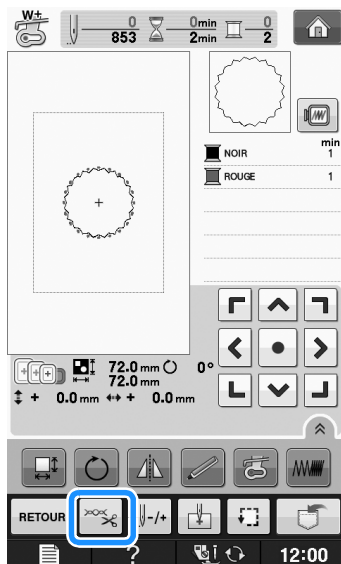 W+
0 0min 0
853 2min 2
min
NOIR 1
ROUGE 1
72.0 mm 0°
72.0 mm
+ 0.0 mm + 0.0 mm
RETOUR -/+
? 12:00